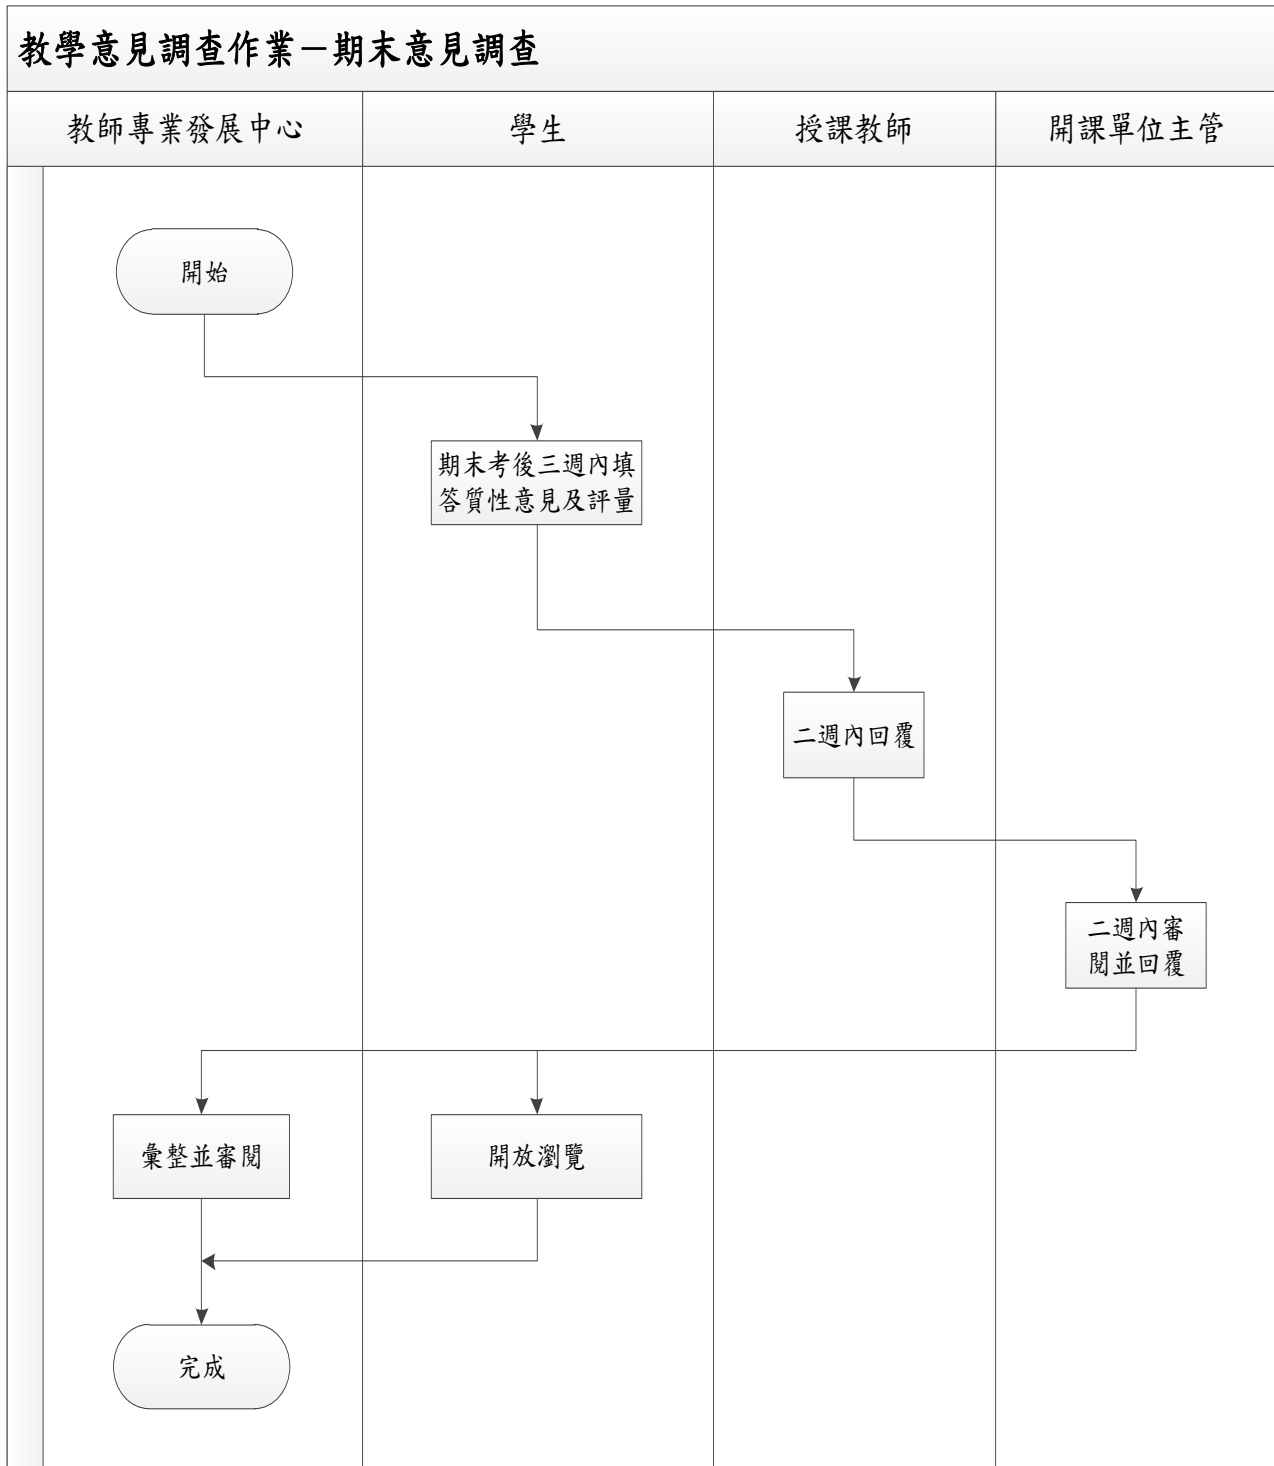 教學意見調查作業－期末意見調查
教師專業發展中心
學生
授課教師
開課單位主管
開始
期末考後三週內填
答質性意見及評量
二週內回覆
二週內審
閱並回覆
彙整並審閱
開放瀏覽
完成